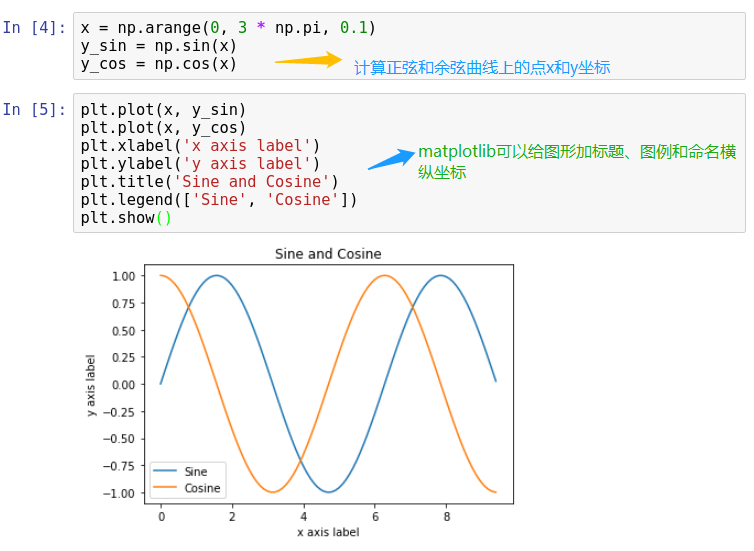 In [4]: x = np.arange(0, 3 * np.pi, 0.1)
y_sin = np.sin(x)
y_cos = np.cos(x)
计算正弦和余弦曲线上的点x和y坐标
In [5]: plt.plot(x, y_sin)
plt.plot(x, y_cos)
plt.xlabel('x axis label')
plt.ylabel('y axis label')
plt.title('Sine and Cosine')
plt.legend(['Sine', 'Cosine'])
plt.show()
matplotlib可以给图形加标题、图例和命名横
纵坐标
Sine and Cosine
1.00
0.75
0.50
0.25
0.00
−0.25
−0.50
−0.75
−1.00
y axis label
Sine
Cosine
0 2 4 6 8
x axis label